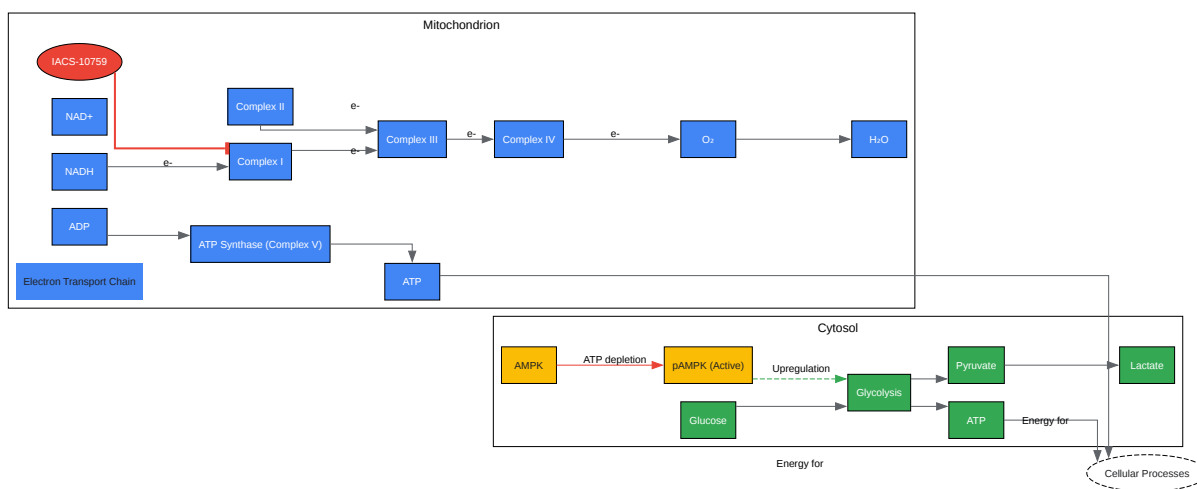 Mitochondrion
IACS-10759
NAD+
Complex II
e-
Complex III
e-
Complex IV
e-
O₂
H₂O
NADH
e-
Complex I
e-
ADP
ATP Synthase (Complex V)
Electron Transport Chain
ATP
Cytosol
AMPK
ATP depletion
pAMPK (Active)
Upregulation
Glycolysis
Pyruvate
Lactate
Glucose
ATP
Energy for
Energy for
Cellular Processes